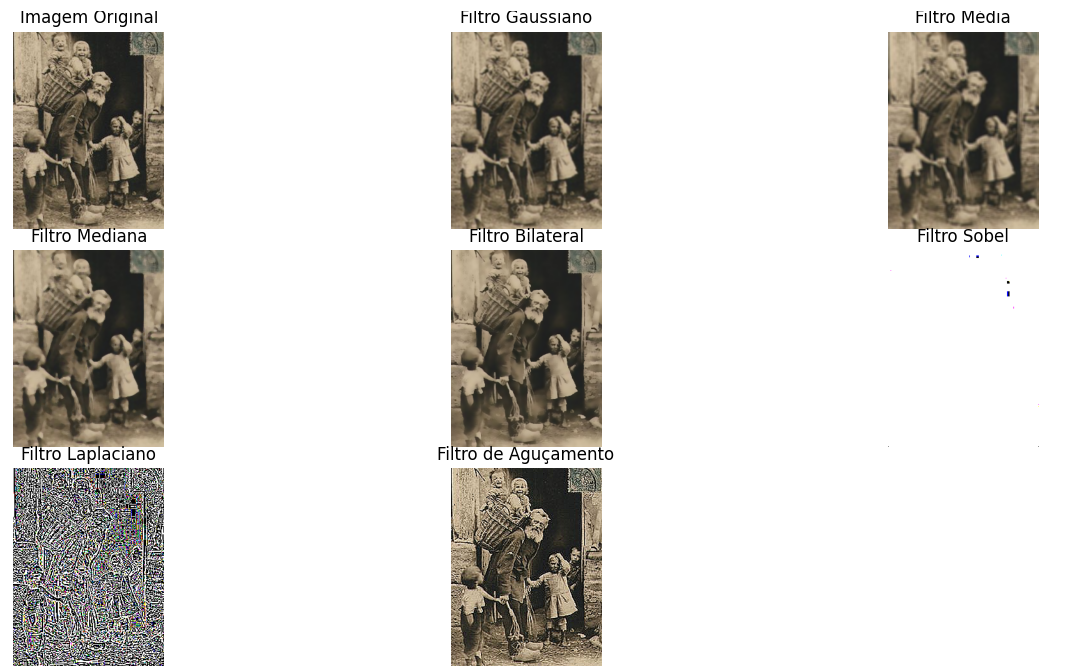 Imagem Original
Filtro Gaussiano
Filtro Média
Filtro Mediana
Filtro Bilateral
Filtro Sobel
Filtro Laplaciano
Filtro de Aguçamento